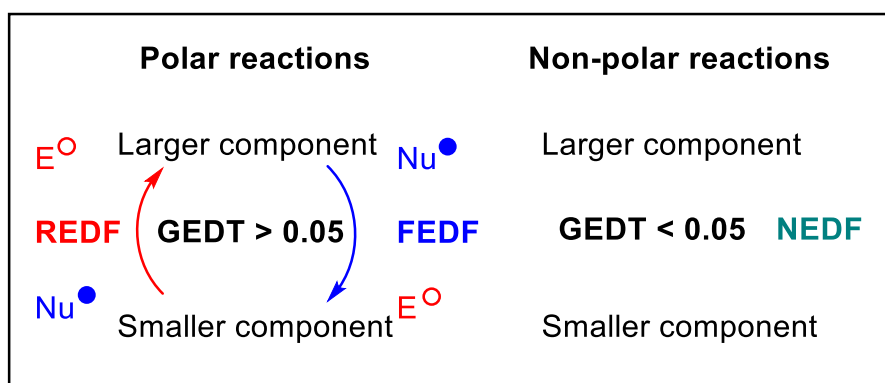 Polar reactions
Non-polar reactions
E
Larger component
Nu
Larger component
REDF
GEDT > 0.05
FEDF
GEDT < 0.05
NEDF
Nu
Smaller component
E
Smaller component